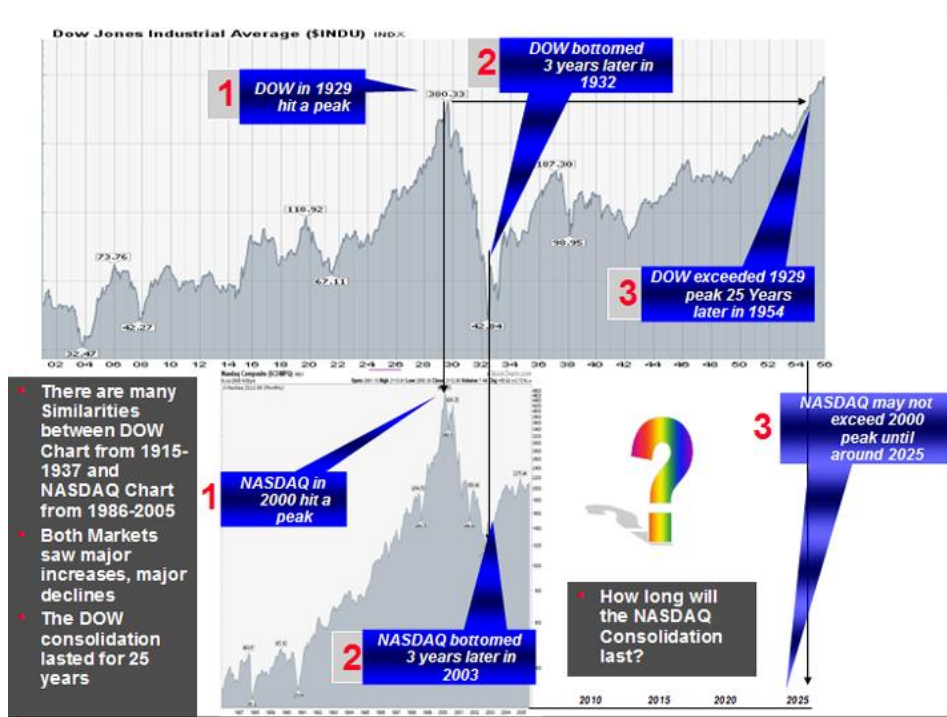 Dow Jones Industrial Average ($INDU) INDX
1
DOW in 1929
hit a peak
2
DOW bottomed
3 years later in
1932
380.33
187.30
118.92
98.95
73.76
67.11
3
DOW exceeded 1929
peak 25 Years
later in 1954
42.27
42.84
32.47
02 04 06 08 10 12 14 16 18 20 22 24 26 28 30 32 34 36 38 40 42 44 46 48 50 52 54 56
Nasdaq Composite
There are many
Similarities
between DOW
Chart from 1915-
1937 and
NASDAQ Chart
from 1986-2005
Both Markets
saw major
increases, major
declines
The DOW
consolidation
lasted for 25
years
1
NASDAQ in
2000 hit a
peak
2
NASDAQ bottomed
3 years later in
2003
3
NASDAQ may not
exceed 2000
peak until
around 2025
How long will
the NASDAQ
Consolidation
last?
2010 2015 2020 2025